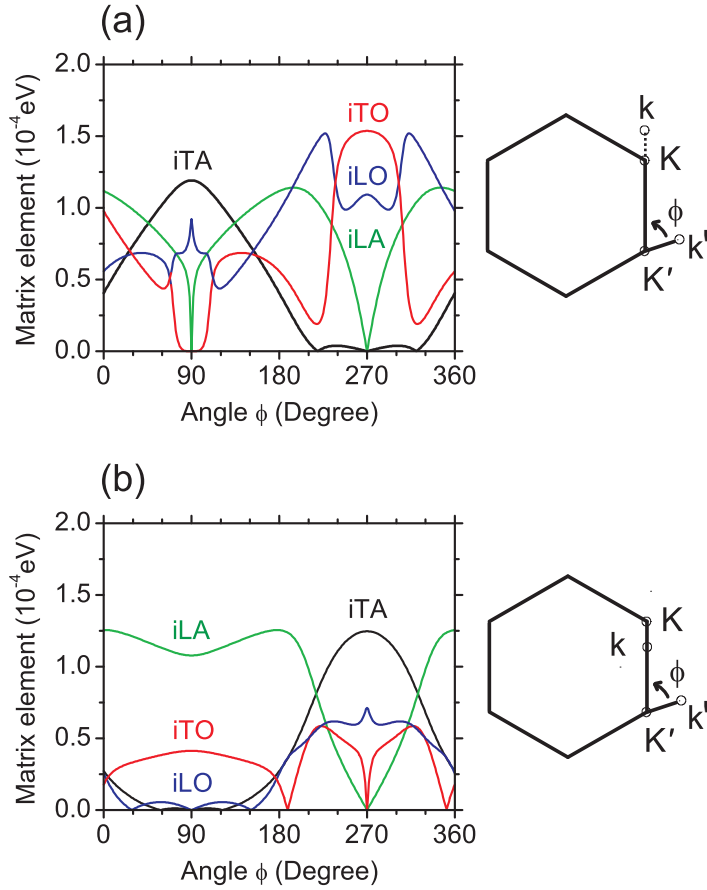 (a)
2.0
1.5
1.0
0.5
0.0
Matrix element (10⁻⁴eV)
iTO
iTA
iLO
iLA
0 90 180 270 360
Angle ϕ (Degree)
k
K
ϕ
k'
K'
(b)
2.0
1.5
1.0
0.5
0.0
Matrix element (10⁻⁴eV)
iTA
iLA
iTO
iLO
0 90 180 270 360
Angle ϕ (Degree)
K
k
ϕ
k'
K'